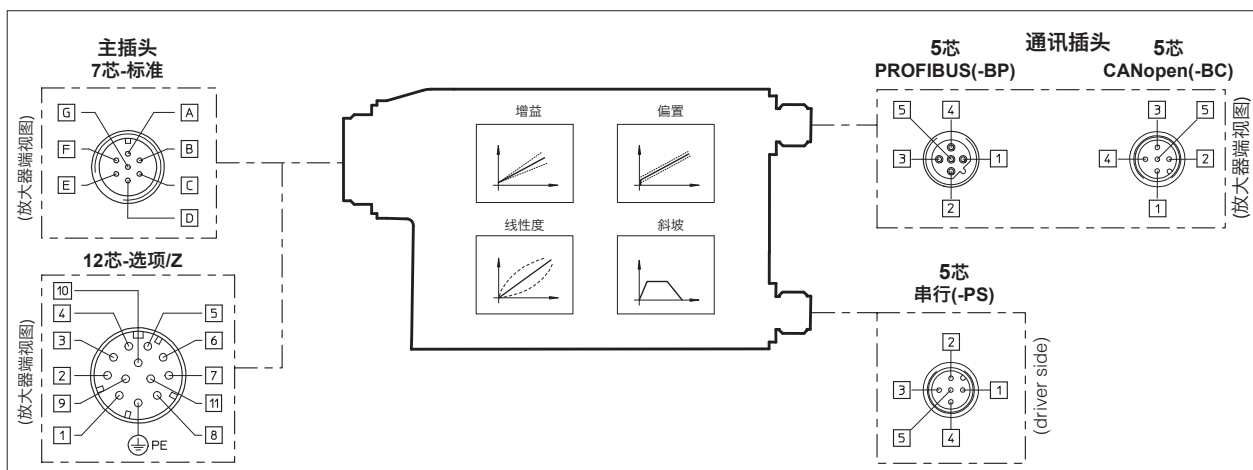 主插头
7芯-标准
G
A
F
B
E
C
D
(放大器端视图)
12芯-选项/Z
10
4
5
3
6
2
7
9
11
1
8
PE
(放大器端视图)
增益
偏置
线性度
斜坡
通讯插头
5芯
PROFIBUS(-BP)
5
4
3
1
2
5芯
CANopen(-BC)
3
5
4
2
1
(放大器端视图)
5芯
串行(-PS)
2
3
1
5
4
(driver side)